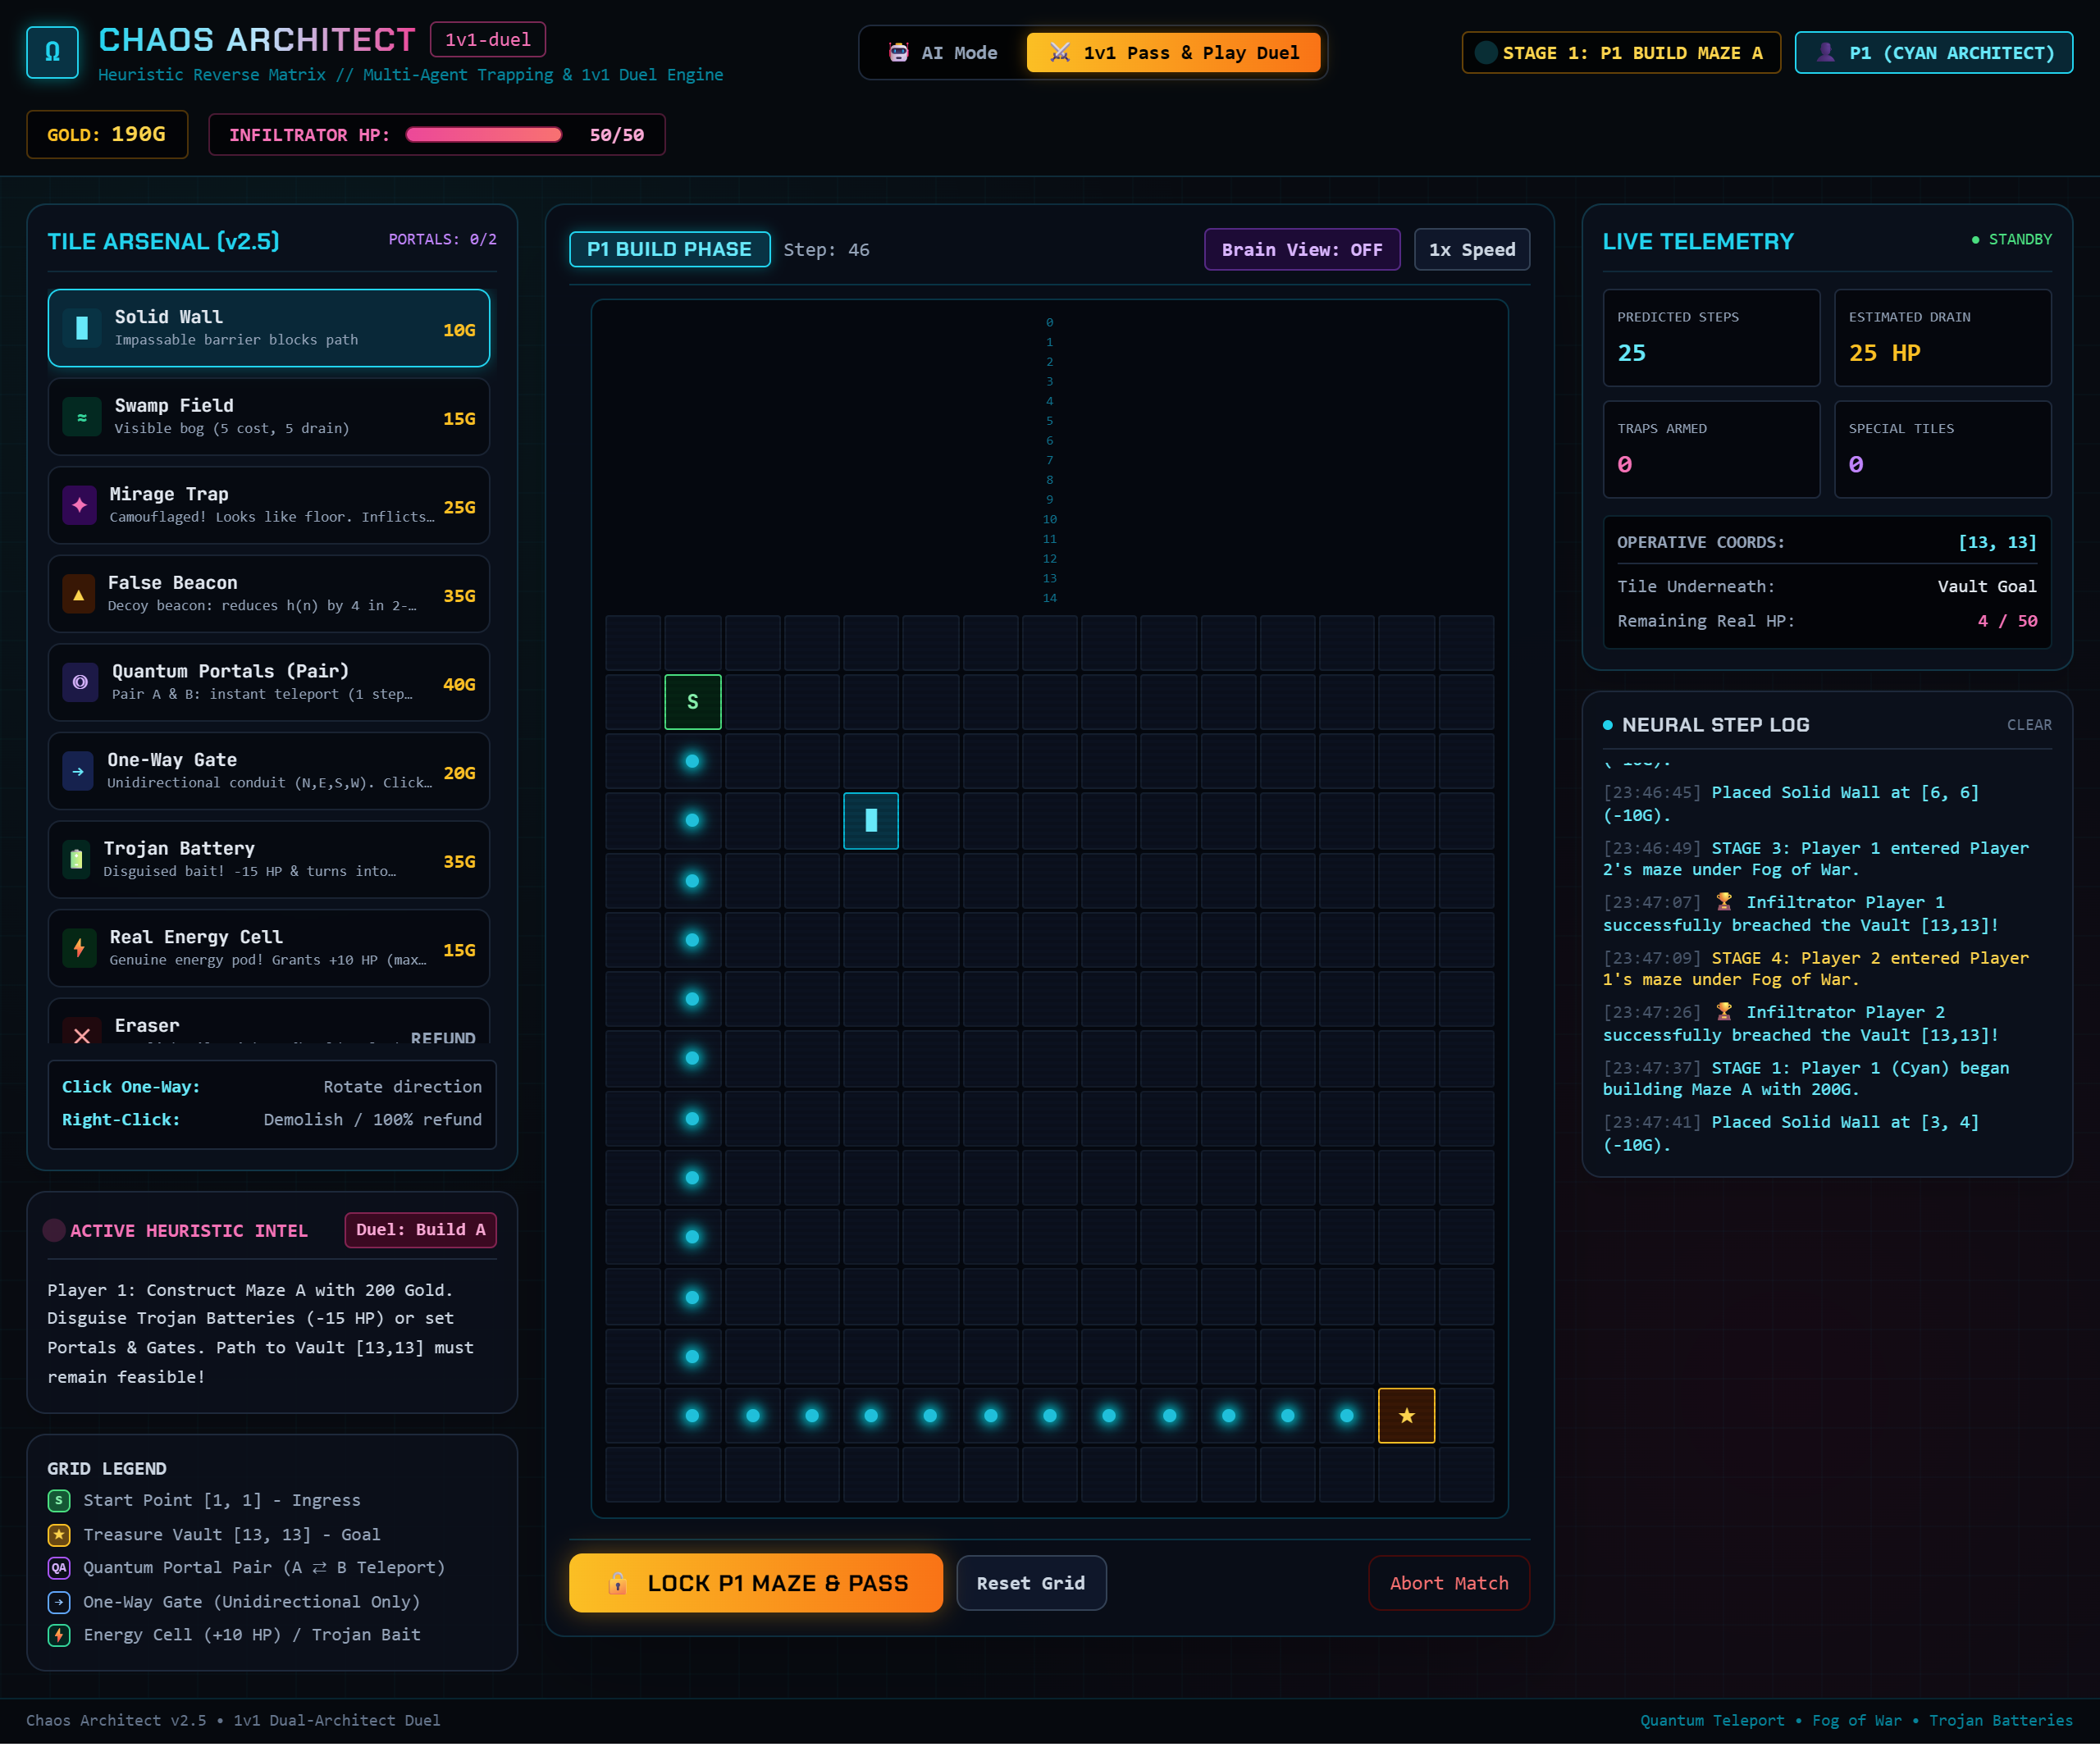 Ω
CHAOS ARCHITECT
1v1-duel
Heuristic Reverse Matrix // Multi-Agent Trapping & 1v1 Duel Engine
AI Mode
1v1 Pass & Play Duel
STAGE 1: P1 BUILD MAZE A
P1 (CYAN ARCHITECT)
GOLD: 190G
INFILTRATOR HP: 50/50
TILE ARSENAL (v2.5)
PORTALS: 0/2
Solid Wall
Impassable barrier blocks path
10G
Swamp Field
Visible bog (5 cost, 5 drain)
15G
Mirage Trap
Camouflaged! Looks like floor. Inflicts…
25G
False Beacon
Decoy beacon: reduces h(n) by 4 in 2-…
35G
Quantum Portals (Pair)
Pair A & B: instant teleport (1 step…
40G
One-Way Gate
Unidirectional conduit (N,E,S,W). Click…
20G
Trojan Battery
Disguised bait! -15 HP & turns into…
35G
Real Energy Cell
Genuine energy pod! Grants +10 HP (max…
15G
Eraser
REFUND
Click One-Way: Rotate direction
Right-Click: Demolish / 100% refund
ACTIVE HEURISTIC INTEL
Duel: Build A
Player 1: Construct Maze A with 200 Gold.
Disguise Trojan Batteries (-15 HP) or set
Portals & Gates. Path to Vault [13,13] must
remain feasible!
GRID LEGEND
S Start Point [1, 1] - Ingress
★ Treasure Vault [13, 13] - Goal
QA Quantum Portal Pair (A ⇄ B Teleport)
→ One-Way Gate (Unidirectional Only)
Energy Cell (+10 HP) / Trojan Bait
P1 BUILD PHASE
Step: 46
Brain View: OFF
1x Speed
0
1
2
3
4
5
6
7
8
9
10
11
12
13
14
S
★
LOCK P1 MAZE & PASS
Reset Grid
Abort Match
LIVE TELEMETRY
● STANDBY
PREDICTED STEPS
25
ESTIMATED DRAIN
25 HP
TRAPS ARMED
0
SPECIAL TILES
0
OPERATIVE COORDS: [13, 13]
Tile Underneath: Vault Goal
Remaining Real HP: 4 / 50
NEURAL STEP LOG
CLEAR
(-10G).
[23:46:45] Placed Solid Wall at [6, 6]
(-10G).
[23:46:49] STAGE 3: Player 1 entered Player
2's maze under Fog of War.
[23:47:07] 🏆 Infiltrator Player 1
successfully breached the Vault [13,13]!
[23:47:09] STAGE 4: Player 2 entered Player
1's maze under Fog of War.
[23:47:26] 🏆 Infiltrator Player 2
successfully breached the Vault [13,13]!
[23:47:37] STAGE 1: Player 1 (Cyan) began
building Maze A with 200G.
[23:47:41] Placed Solid Wall at [3, 4]
(-10G).
Chaos Architect v2.5 • 1v1 Dual-Architect Duel
Quantum Teleport • Fog of War • Trojan Batteries